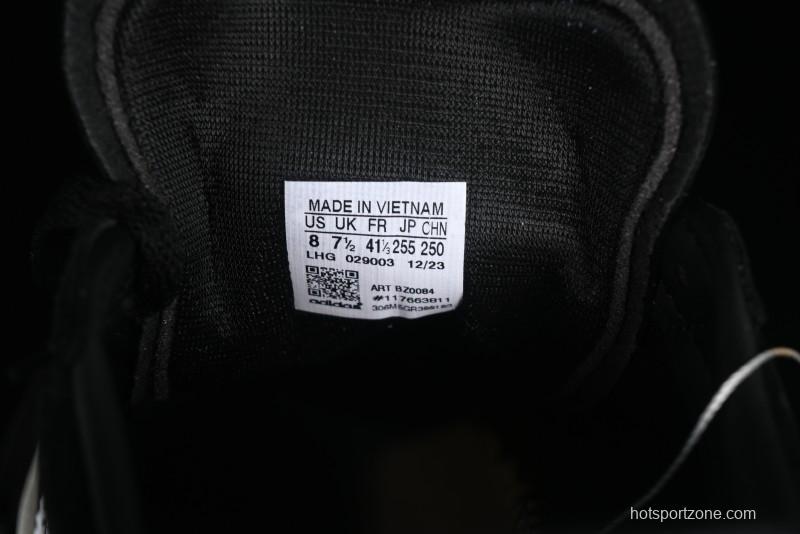 MADE IN VIETNAM
US UK FR JP CHN
8 7½ 41⅓ 255 250
LHG 029003 12/23
ART BZ0084
#117663811
adidas
hotsportzone.com